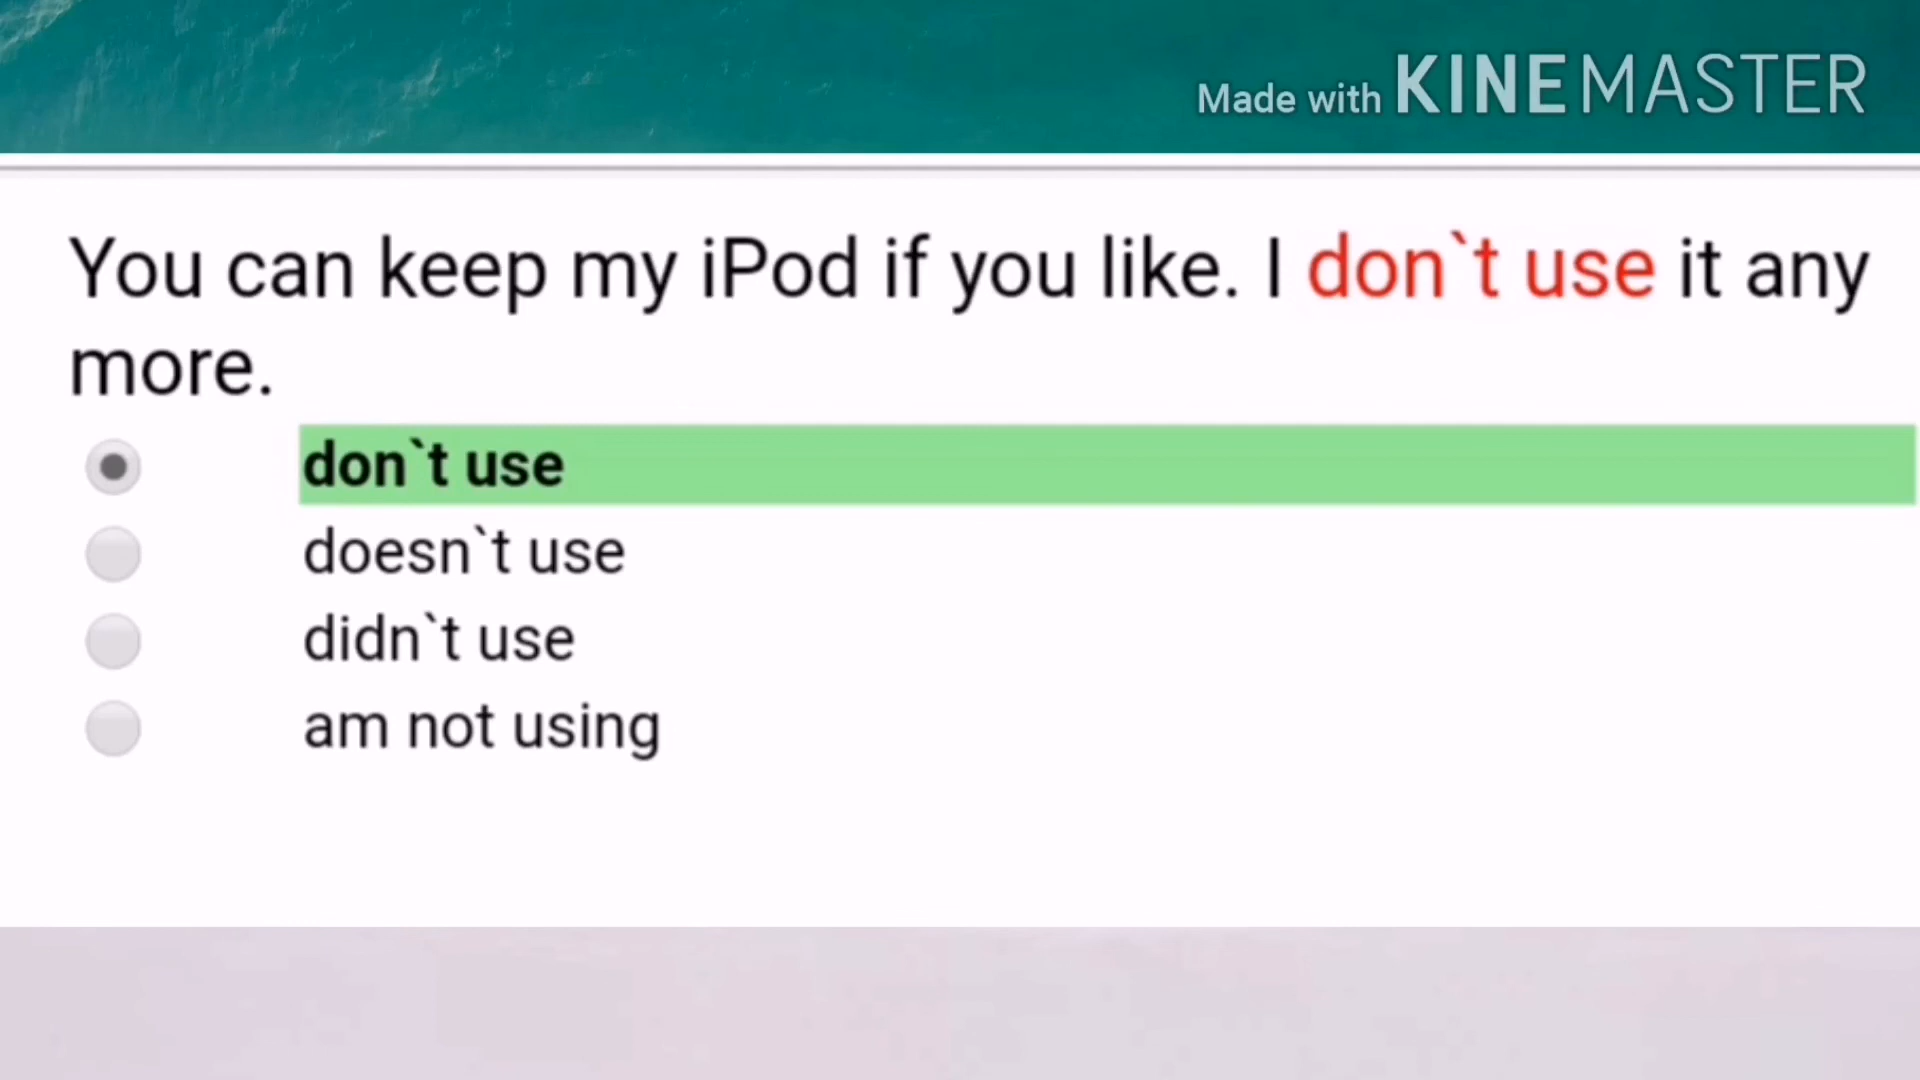 Made with KINEMASTER
You can keep my iPod if you like. I don`t use it any
more.
don`t use
doesn`t use
didn`t use
am not using